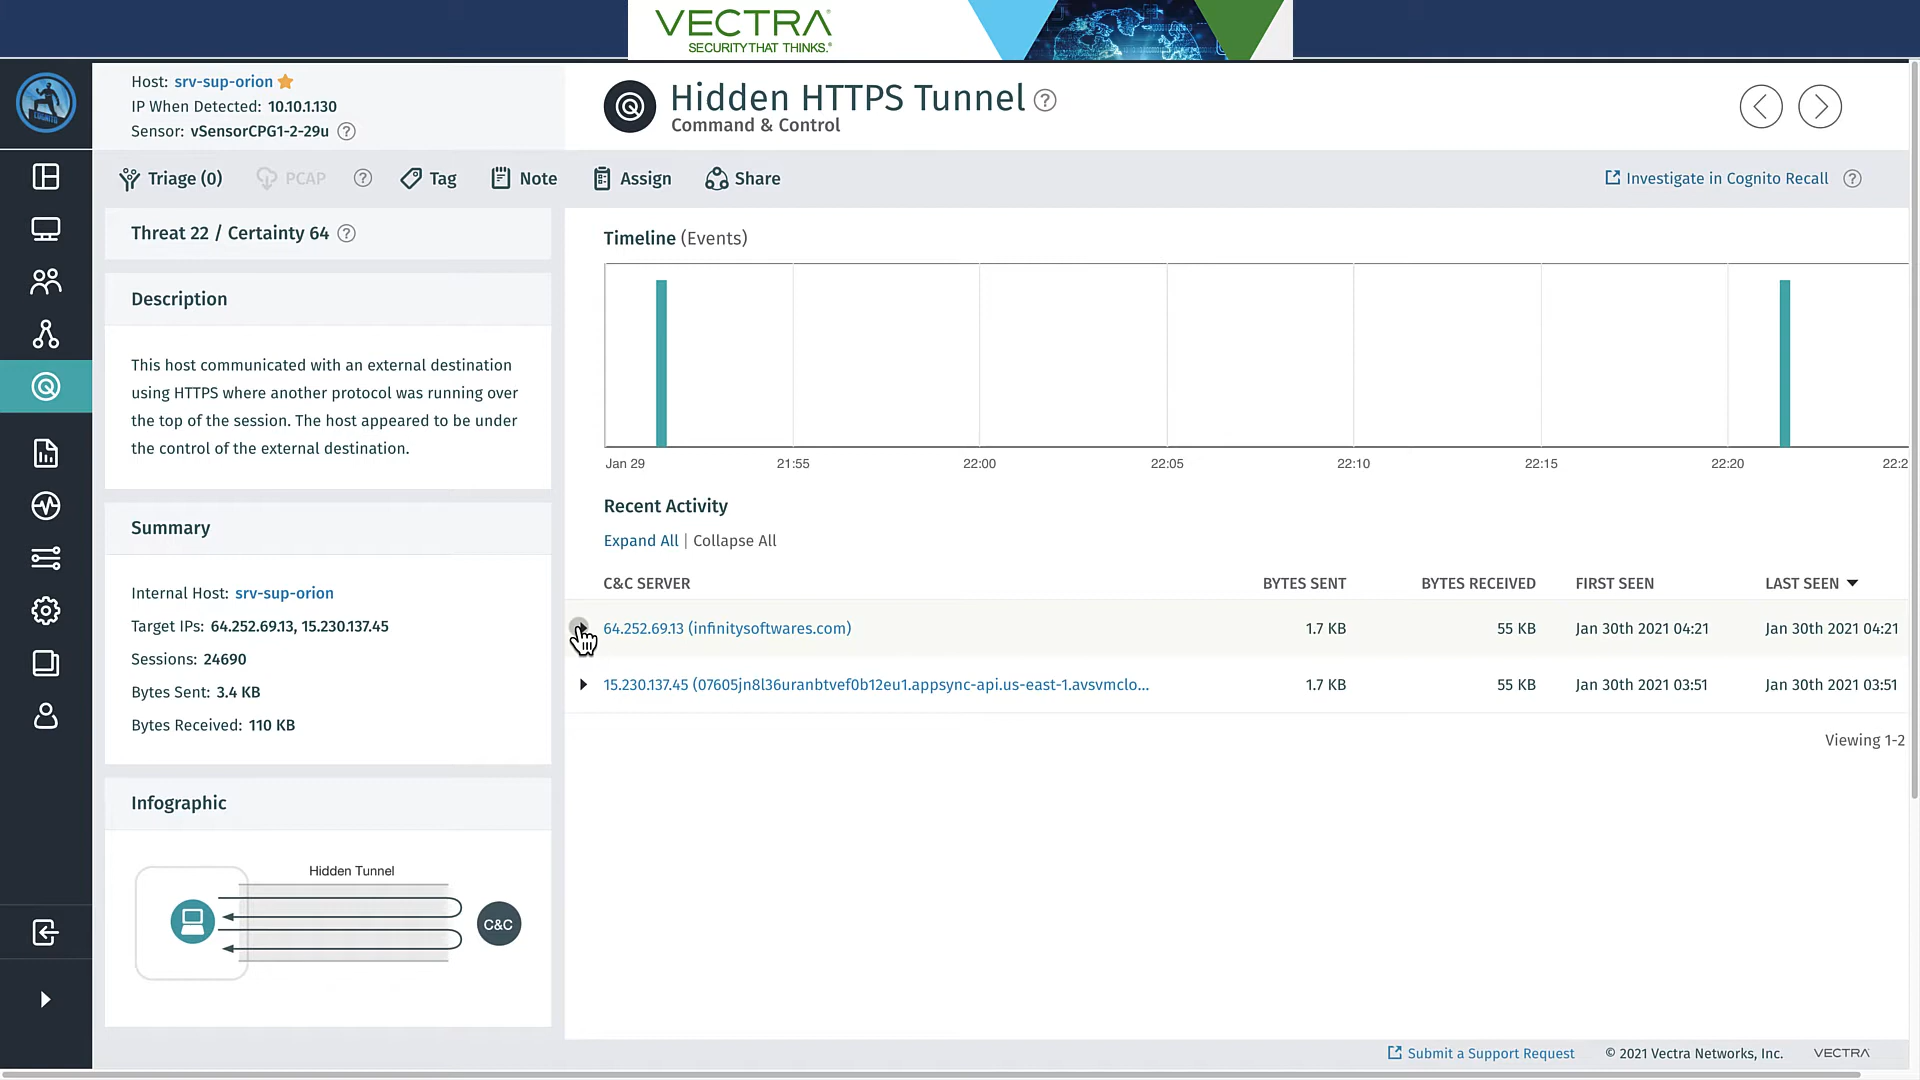 VECTRA
SECURITY THAT THINKS.
COGNITO
Host: srv-sup-orion
IP When Detected: 10.10.1.130
Sensor: vSensorCPG1-2-29u ?
Hidden HTTPS Tunnel ?
Command & Control
Triage (0)
PCAP
?
Tag
Note
Assign
Share
Investigate in Cognito Recall ?
Threat 22 / Certainty 64 ?
Description
This host communicated with an external destination
using HTTPS where another protocol was running over
the top of the session. The host appeared to be under
the control of the external destination.
Summary
Internal Host: srv-sup-orion
Target IPs: 64.252.69.13, 15.230.137.45
Sessions: 24690
Bytes Sent: 3.4 KB
Bytes Received: 110 KB
Infographic
Hidden Tunnel
C&C
Timeline (Events)
Jan 29 21:55 22:00 22:05 22:10 22:15 22:20 22:2
Recent Activity
Expand All | Collapse All
C&C SERVER BYTES SENT BYTES RECEIVED FIRST SEEN LAST SEEN
64.252.69.13 (infinitysoftwares.com) 1.7 KB 55 KB Jan 30th 2021 04:21 Jan 30th 2021 04:21
15.230.137.45 (07605jn8l36uranbtvef0b12eu1.appsync-api.us-east-1.avsvmclo... 1.7 KB 55 KB Jan 30th 2021 03:51 Jan 30th 2021 03:51
Viewing 1-2
Submit a Support Request
© 2021 Vectra Networks, Inc.
VECTRA